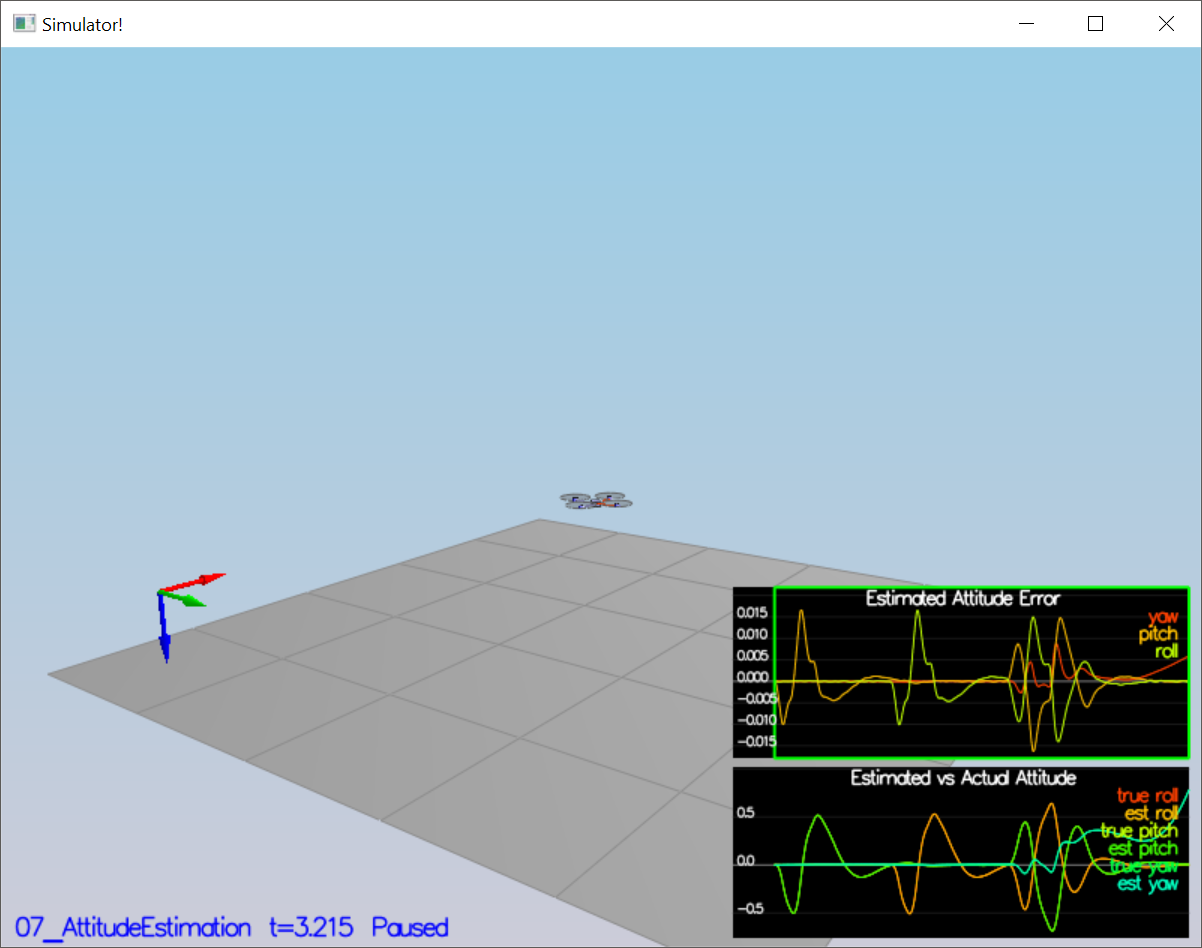 Simulator!
Estimated Attitude Error
0.015
0.010
0.005
0.000
-0.005
-0.010
-0.015
yaw
pitch
roll
Estimated vs Actual Attitude
0.5
0.0
-0.5
true roll
est roll
true pitch
est pitch
true yaw
est yaw
07_AttitudeEstimation t=3.215 Paused